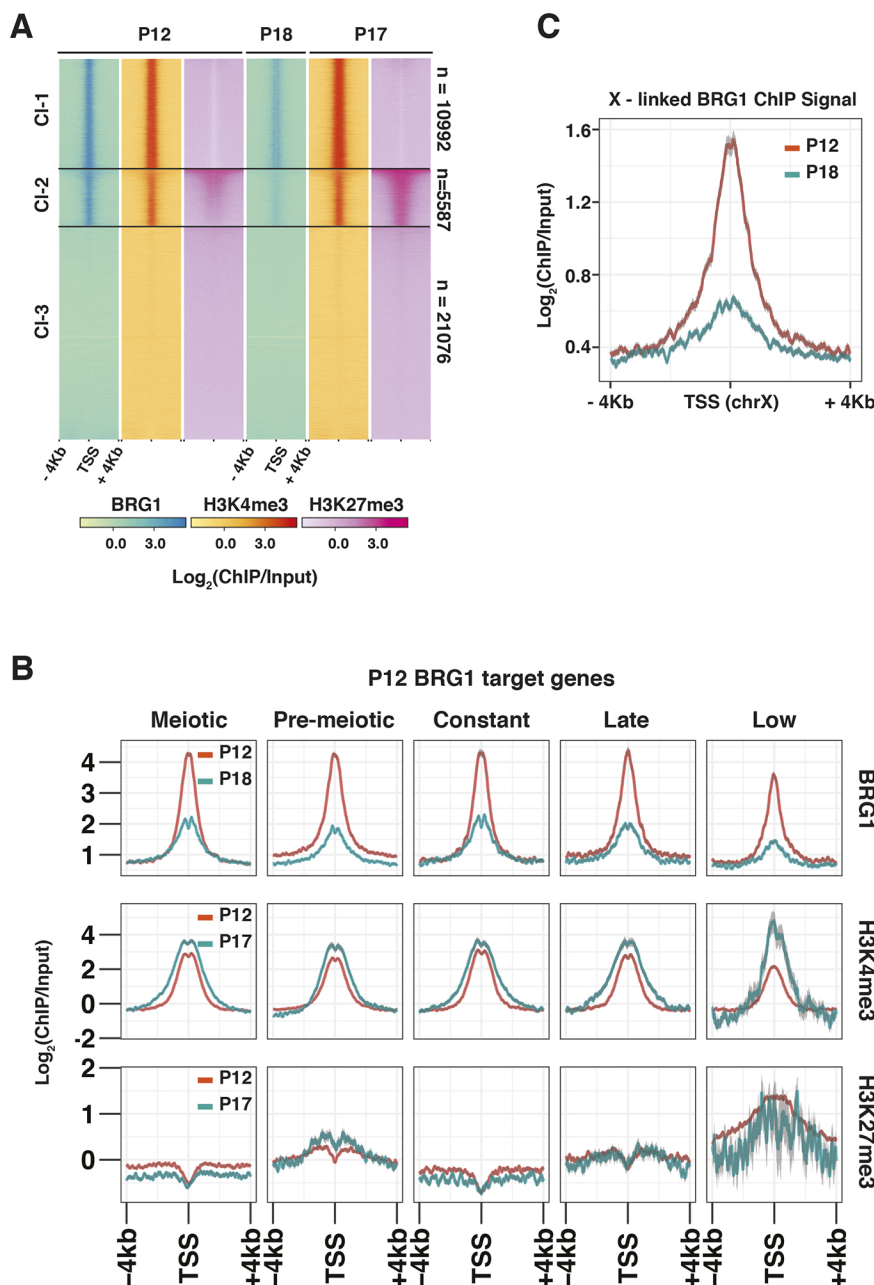 A
P12
P18
P17
Cl-1
n = 10992
Cl-2
n=5587
Cl-3
n = 21076
- 4Kb
TSS
+ 4Kb
- 4Kb
TSS
+ 4Kb
BRG1
H3K4me3
H3K27me3
0.0 3.0
0.0 3.0
0.0 3.0
Log2(ChIP/Input)
C
X - linked BRG1 ChIP Signal
Log2(ChIP/Input)
1.6
1.2
0.8
0.4
P12
P18
- 4Kb
TSS (chrX)
+ 4Kb
B
P12 BRG1 target genes
Meiotic
Pre-meiotic
Constant
Late
Low
4
3
2
1
P12
P18
BRG1
Log2(ChIP/Input)
4
2
0
-2
P12
P17
H3K4me3
2
1
0
P12
P17
H3K27me3
-4kb
TSS
+4kb
-4kb
TSS
+4kb
-4kb
TSS
+4kb
-4kb
TSS
+4kb
-4kb
TSS
+4kb